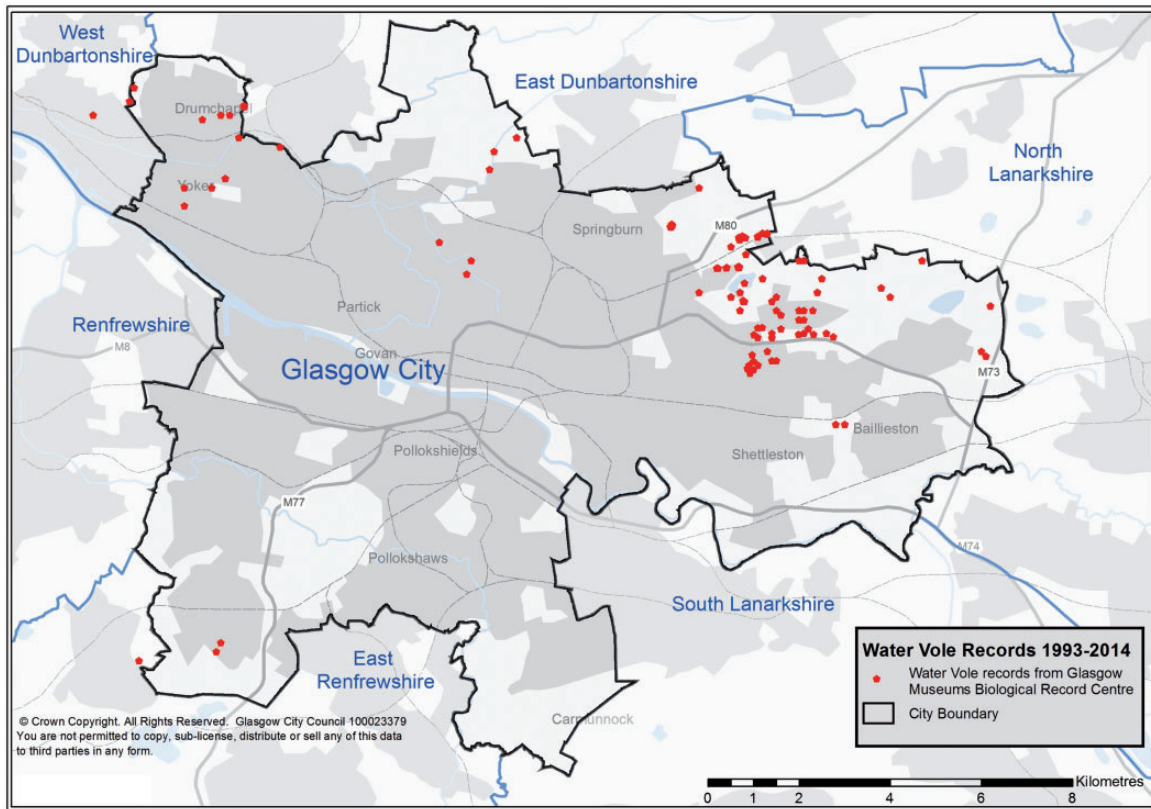 West
Dunbartonshire
East Dunbartonshire
Drumchapel
North
Lanarkshire
Yoker
Springburn
M80
Partick
Renfrewshire
M8
Govan
Glasgow City
M73
Baillieston
Pollokshields
Shettleston
M77
M74
Pollokshaws
South Lanarkshire
East
Renfrewshire
Carmunnock
Water Vole Records 1993-2014
Water Vole records from Glasgow
Museums Biological Record Centre
City Boundary
© Crown Copyright. All Rights Reserved. Glasgow City Council 100023379
You are not permitted to copy, sub-license, distribute or sell any of this data
to third parties in any form.
Kilometres
0 1 2 4 6 8